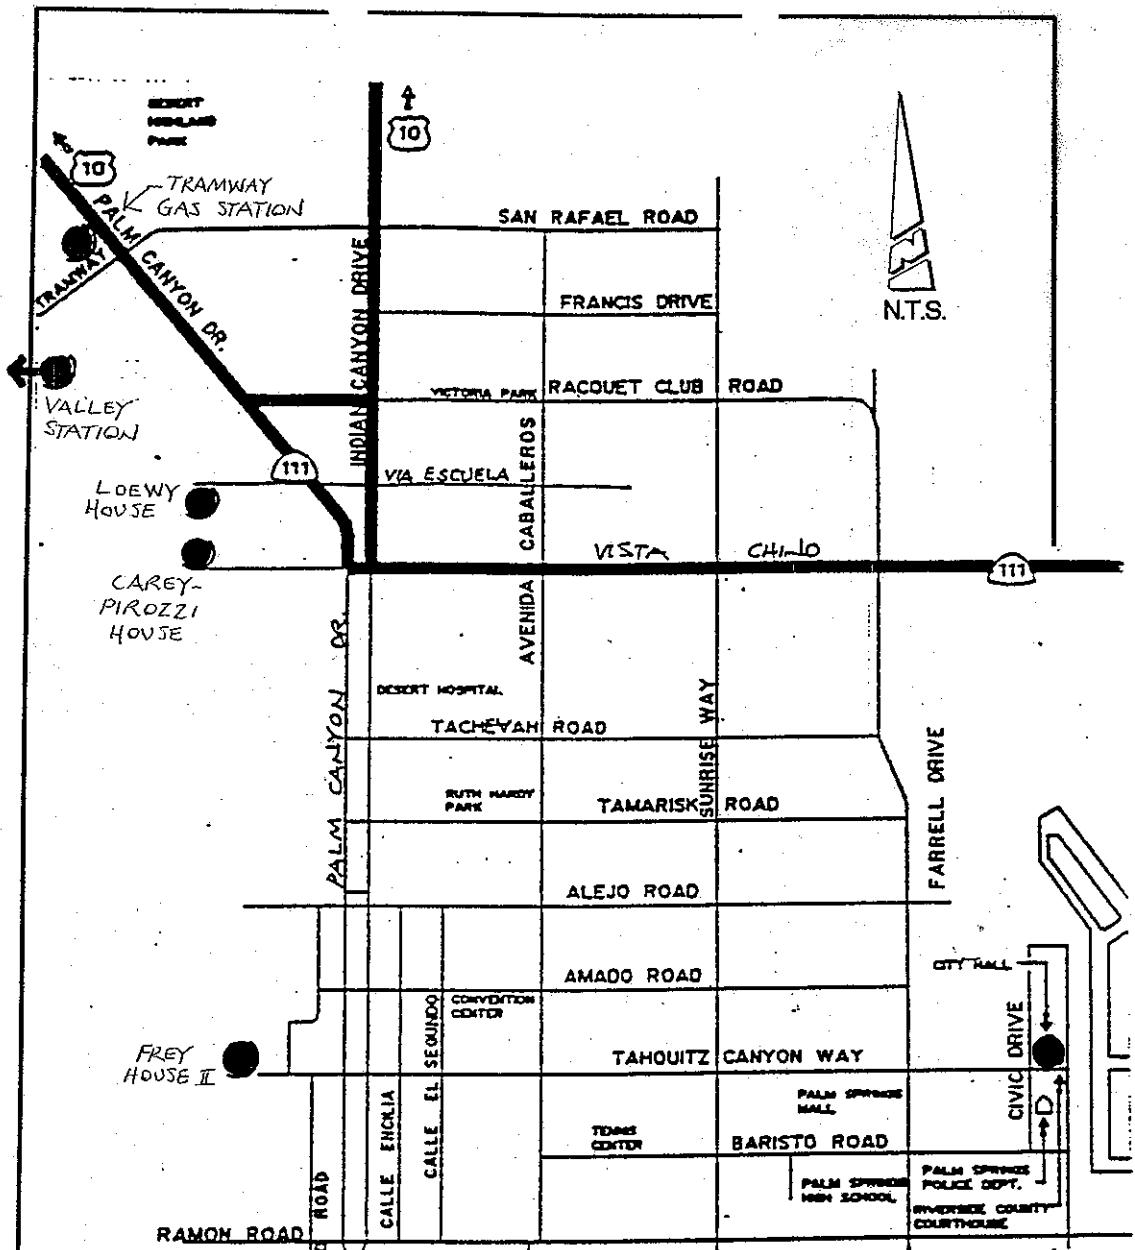 DESERT
HIGHLAND
PARK
10
10
TRAMWAY
GAS STATION
PALM CANYON DR.
TRAMWAY
SAN RAFAEL ROAD
N.T.S.
FRANCIS DRIVE
INDIAN CANYON DRIVE
VICTORIA PARK
RACQUET CLUB ROAD
VALLEY
STATION
111
VIA ESCUELA
LOEWY
HOUSE
AVENIDA CABALLEROS
VISTA CHINO
111
CAREY-
PIROZZI
HOUSE
PALM CANYON DR.
DESERT HOSPITAL
SUNRISE WAY
TACHEVAH ROAD
FARRELL DRIVE
RUTH HARDY
PARK
TAMARISK ROAD
ALEJO ROAD
CITY HALL
AMADO ROAD
CONVENTION
CENTER
CALLE EL SEGUNDO
CIVIC DRIVE
FREY
HOUSE II
TAHQUITZ CANYON WAY
PALM SPRINGS
MALL
CALLE ENCILIA
TENNIS
CENTER
BARISTO ROAD
PALM SPRINGS
HIGH SCHOOL
PALM SPRINGS
POLICE DEPT.
RIVERSIDE COUNTY
COURTHOUSE
ROAD
RAMON ROAD